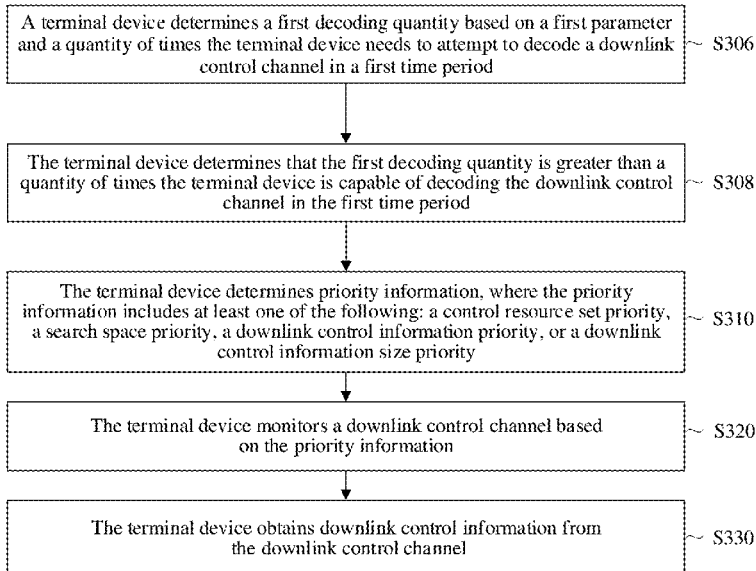 A terminal device determines a first decoding quantity based on a first parameter
and a quantity of times the terminal device needs to attempt to decode a downlink
control channel in a first time period
S306
The terminal device determines that the first decoding quantity is greater than a
quantity of times the terminal device is capable of decoding the downlink control
channel in the first time period
S308
The terminal device determines priority information, where the priority
information includes at least one of the following: a control resource set priority,
a search space priority, a downlink control information priority, or a downlink
control information size priority
S310
The terminal device monitors a downlink control channel based
on the priority information
S320
The terminal device obtains downlink control information from
the downlink control channel
S330